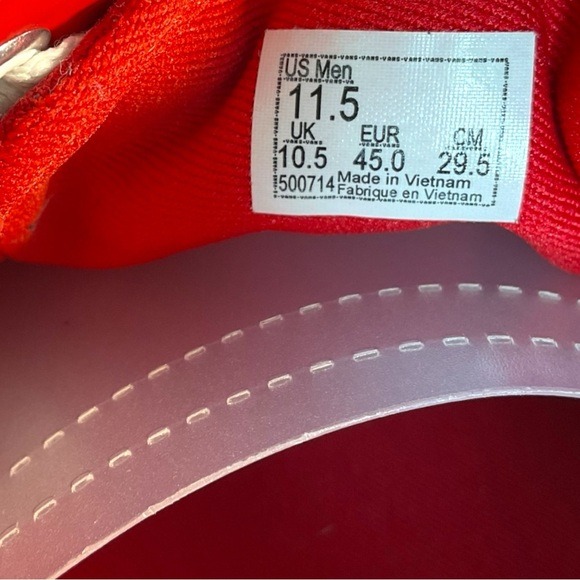 US Men
11.5
UK EUR CM
10.5 45.0 29.5
500714 Made in Vietnam
Fabrique en Vietnam